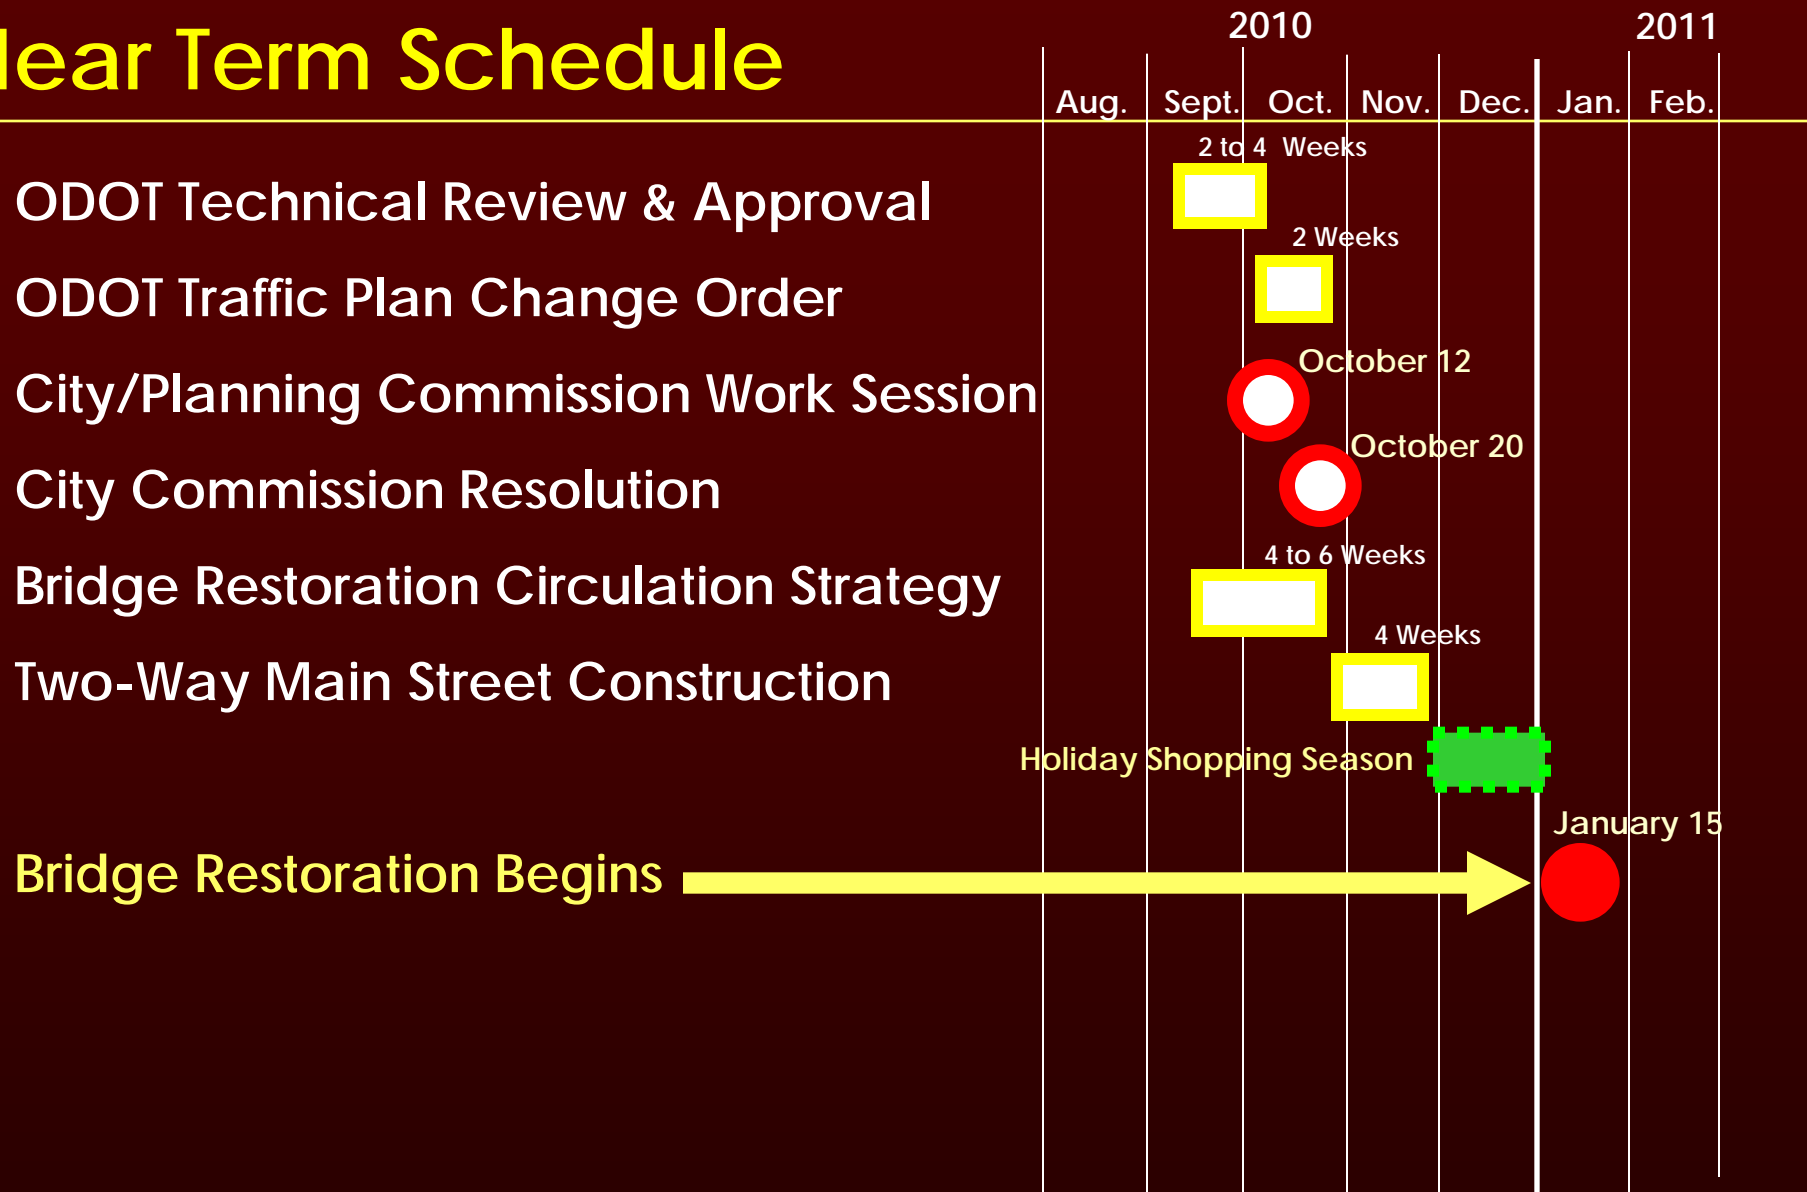 lear Term Schedule
2010 2011
Aug. Sept. Oct. Nov. Dec. Jan. Feb.
2 to 4 Weeks
ODOT Technical Review & Approval
2 Weeks
ODOT Traffic Plan Change Order
October 12
City/Planning Commission Work Session
October 20
City Commission Resolution
4 to 6 Weeks
Bridge Restoration Circulation Strategy
4 Weeks
Two-Way Main Street Construction
Holiday Shopping Season
January 15
Bridge Restoration Begins